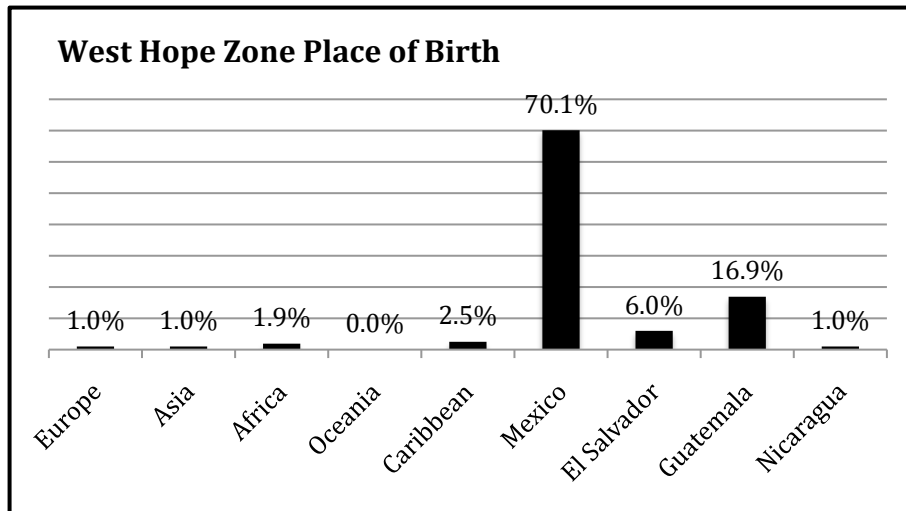 West Hope Zone Place of Birth
70.1%
16.9%
6.0%
1.0% 1.0% 1.9% 0.0% 2.5% 1.0%
Europe
Asia
Africa
Oceania
Caribbean
Mexico
El Salvador
Guatemala
Nicaragua